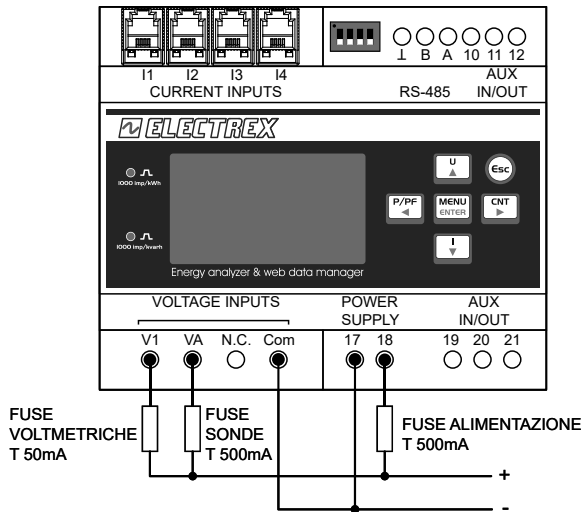 ⊥ B A 10 11 12
I1 I2 I3 I4
CURRENT INPUTS
RS-485
AUX
IN/OUT
ELECTREX
1000 imp/kWh
1000 imp/kvarh
U
Esc
P/PF
MENU
ENTER
CNT
I
Energy analyzer & web data manager
VOLTAGE INPUTS
POWER
SUPPLY
AUX
IN/OUT
V1 VA N.C. Com 17 18 19 20 21
FUSE
VOLTMETRICHE
T 50mA
FUSE
SONDE
T 500mA
FUSE ALIMENTAZIONE
T 500mA
+
-